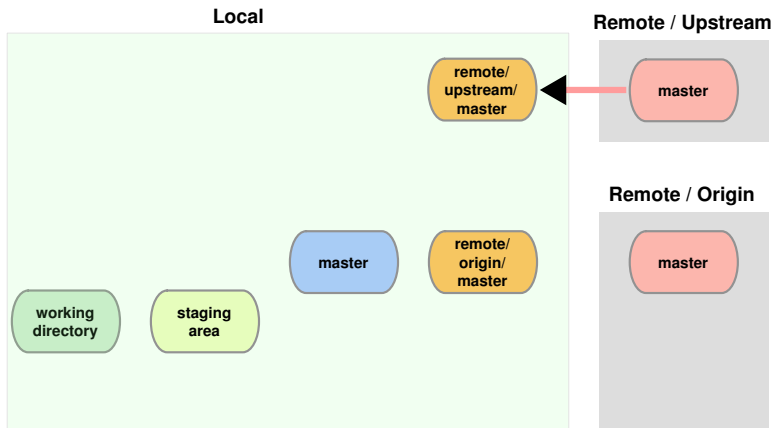 Local
Remote / Upstream
remote/
upstream/
master
master
Remote / Origin
master
remote/
origin/
master
master
working
directory
staging
area